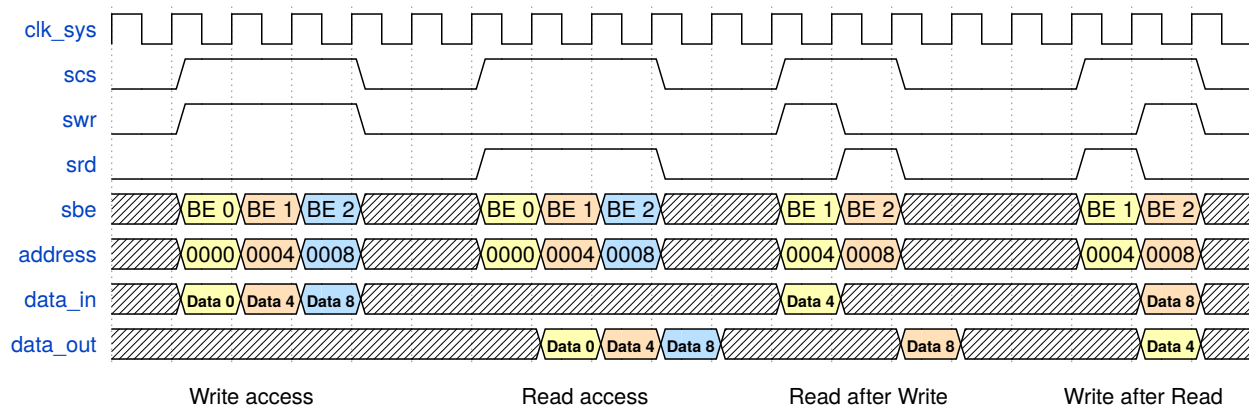 clk_sys
scs
swr
srd
sbe BE 0 BE 1 BE 2 BE 0 BE 1 BE 2 BE 1 BE 2 BE 1 BE 2
address 0000 0004 0008 0000 0004 0008 0004 0008 0004 0008
data_in Data 0 Data 4 Data 8 Data 4 Data 8
data_out Data 0 Data 4 Data 8 Data 8 Data 4
Write access Read access Read after Write Write after Read